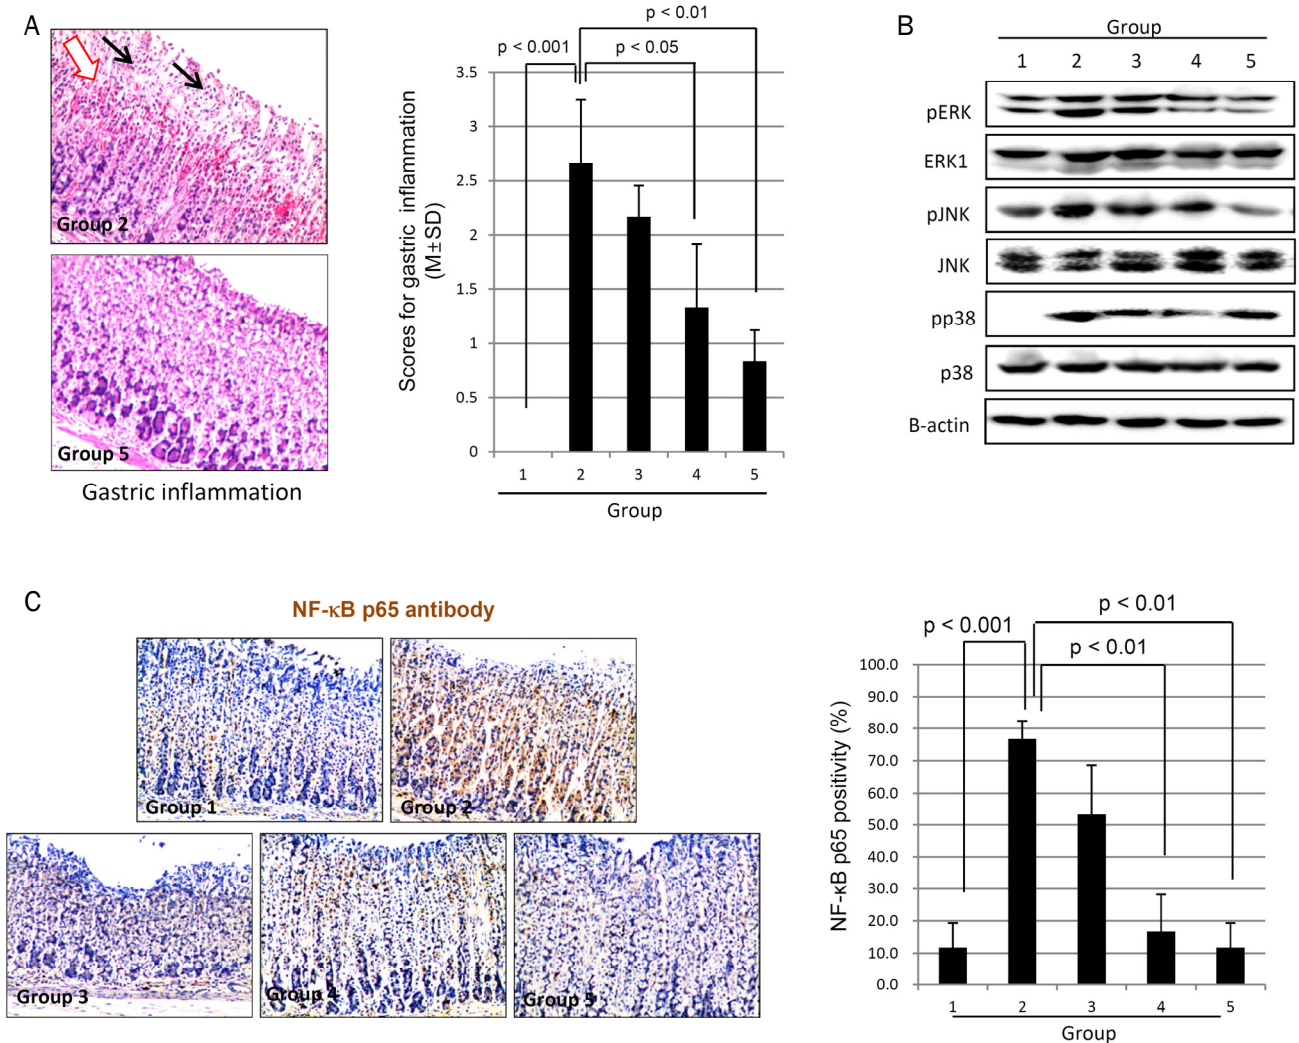 A
Group 2
Group 5
Gastric inflammation
p < 0.01
p < 0.001
p < 0.05
Scores for gastric inflammation
(M±SD)
3.5
3
2.5
2
1.5
1
0.5
0
1 2 3 4 5
Group
B
Group
1 2 3 4 5
pERK
ERK1
pJNK
JNK
pp38
p38
B-actin
C
NF-κB p65 antibody
Group 1
Group 2
Group 3
Group 4
Group 5
p < 0.01
p < 0.001
p < 0.01
NF-κB p65 positivity (%)
100.0
90.0
80.0
70.0
60.0
50.0
40.0
30.0
20.0
10.0
0.0
1 2 3 4 5
Group